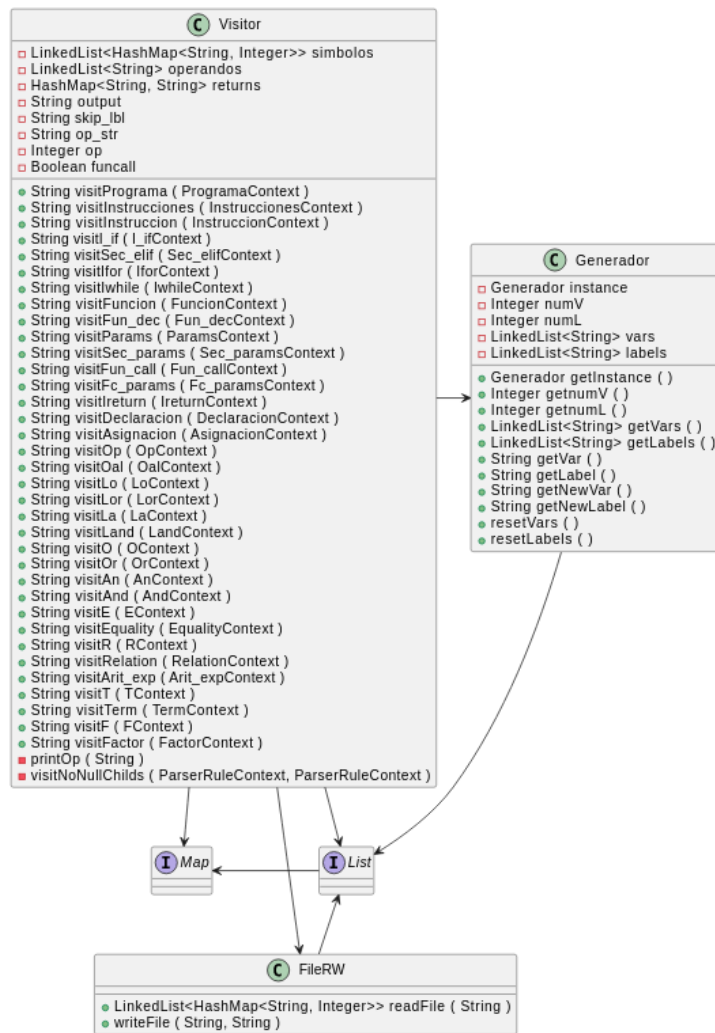 C Visitor
LinkedList<HashMap<String, Integer>> simbolos
LinkedList<String> operandos
HashMap<String, String> returns
String output
String skip_lbl
String op_str
Integer op
Boolean funcall
String visitPrograma ( ProgramaContext )
String visitInstrucciones ( InstruccionesContext )
String visitInstruccion ( InstruccionContext )
String visitI_if ( I_ifContext )
String visitSec_elif ( Sec_elifContext )
String visitIfor ( IforContext )
String visitIwhile ( IwhileContext )
String visitFuncion ( FuncionContext )
String visitFun_dec ( Fun_decContext )
String visitParams ( ParamsContext )
String visitSec_params ( Sec_paramsContext )
String visitFun_call ( Fun_callContext )
String visitFc_params ( Fc_paramsContext )
String visitIreturn ( IreturnContext )
String visitDeclaracion ( DeclaracionContext )
String visitAsignacion ( AsignacionContext )
String visitOp ( OpContext )
String visitOal ( OalContext )
String visitLo ( LoContext )
String visitLor ( LorContext )
String visitLa ( LaContext )
String visitLand ( LandContext )
String visitO ( OContext )
String visitOr ( OrContext )
String visitAn ( AnContext )
String visitAnd ( AndContext )
String visitE ( EContext )
String visitEquality ( EqualityContext )
String visitR ( RContext )
String visitRelation ( RelationContext )
String visitArit_exp ( Arit_expContext )
String visitT ( TContext )
String visitTerm ( TermContext )
String visitF ( FContext )
String visitFactor ( FactorContext )
printOp ( String )
visitNoNullChilds ( ParserRuleContext, ParserRuleContext )
C Generador
Generador instance
Integer numV
Integer numL
LinkedList<String> vars
LinkedList<String> labels
Generador getInstance ( )
Integer getnumV ( )
Integer getnumL ( )
LinkedList<String> getVars ( )
LinkedList<String> getLabels ( )
String getVar ( )
String getLabel ( )
String getNewVar ( )
String getNewLabel ( )
resetVars ( )
resetLabels ( )
I Map
I List
C FileRW
LinkedList<HashMap<String, Integer>> readFile ( String )
writeFile ( String, String )